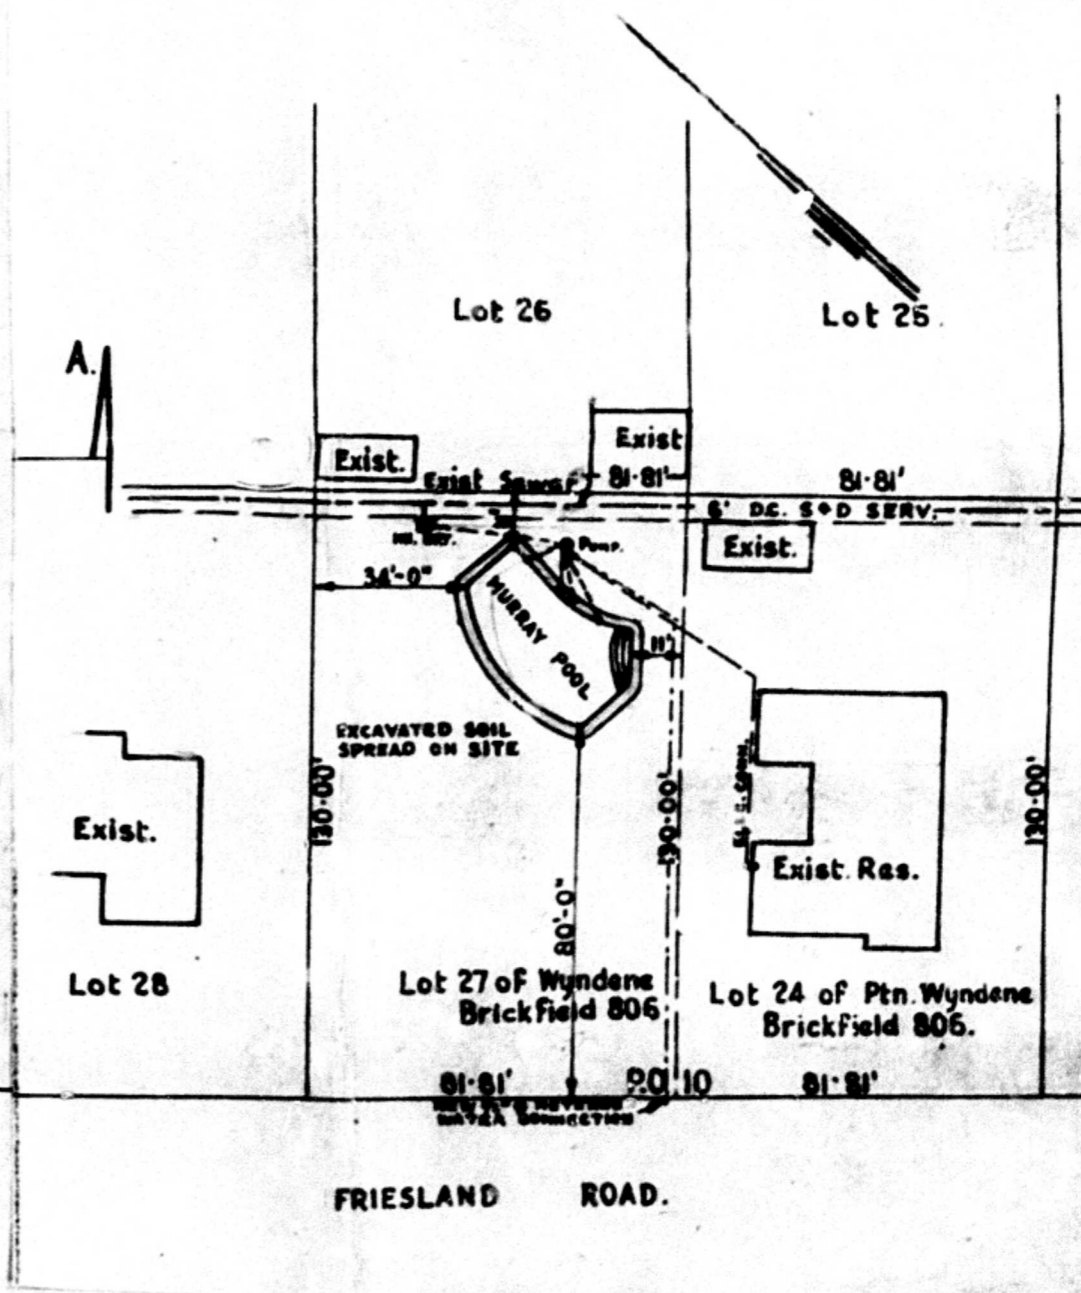 Lot 26
Lot 25
A.
Exist.
Exist
Exist Sewer
81·81'
81·81'
6' D.C. S & D SERV.
Exist.
Pump.
34'-0"
MURRAY POOL
11'
EXCAVATED SOIL
SPREAD ON SITE
130·00'
130·00'
130·00'
Exist.
Exist. Res.
80'-0"
Lot 28
Lot 27 of Wyndene
Brickfield 806
Lot 24 of Ptn. Wyndene
Brickfield 806.
81·81'
81·81'
WATER CONNECTION
FRIESLAND ROAD.